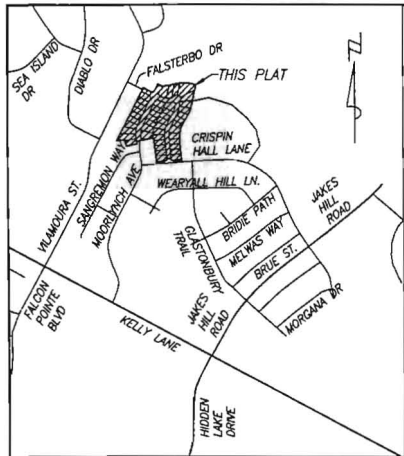 SEA ISLAND
DR
DIABLO DR
FALSTERBO DR
THIS PLAT
N
CRISPIN
HALL LANE
SANGREMON WAY
MOORLYNCH AVE
WEARYALL HILL LN.
VILAMOURA ST.
GLASTONBURY
TRAIL
BRIDIE PATH
MELWAS WAY
BRUE ST.
JAKES
HILL
ROAD
FALCON
POINTE
BLVD
KELLY LANE
JAKES
HILL
ROAD
MORGANA DR
HIDDEN
LAKE
DRIVE